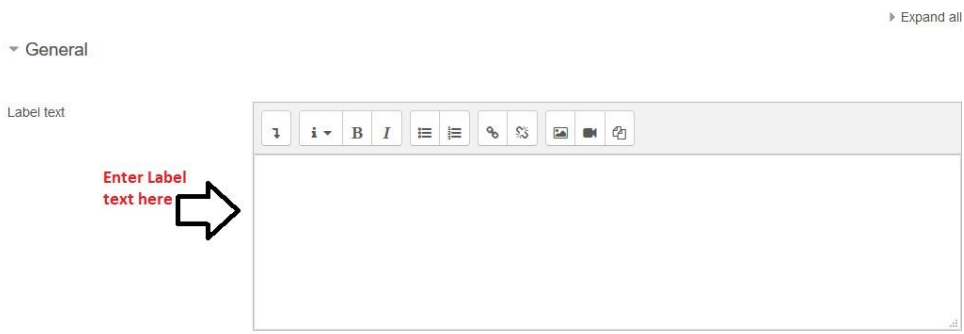 Expand all
General
Label text
i
B I
Enter Label
text here